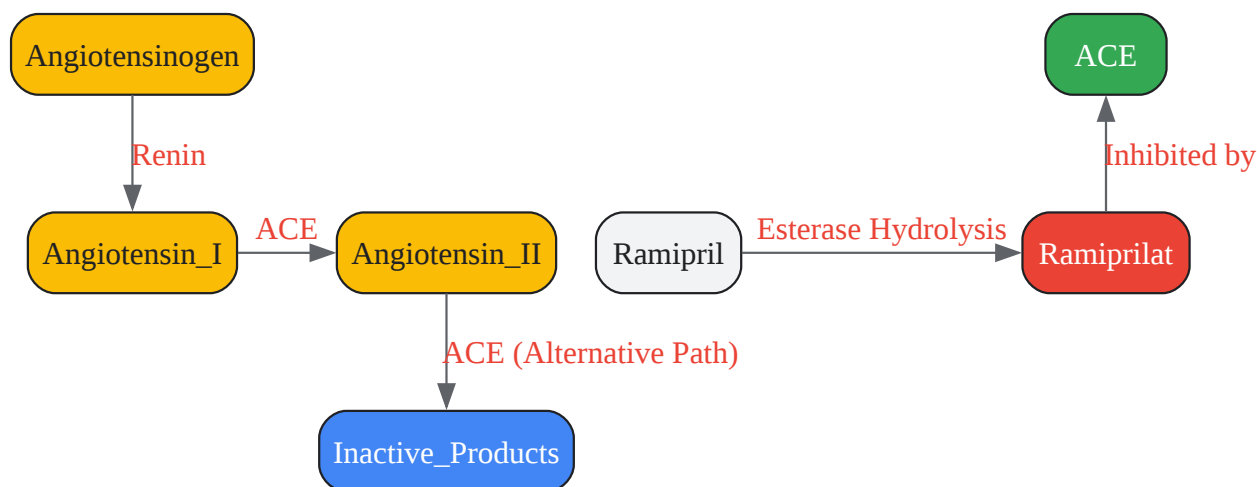 Angiotensinogen
ACE
Renin
Inhibited by
Angiotensin_I
ACE
Angiotensin_II
Ramipril
Esterase Hydrolysis
Ramiprilat
ACE (Alternative Path)
Inactive_Products